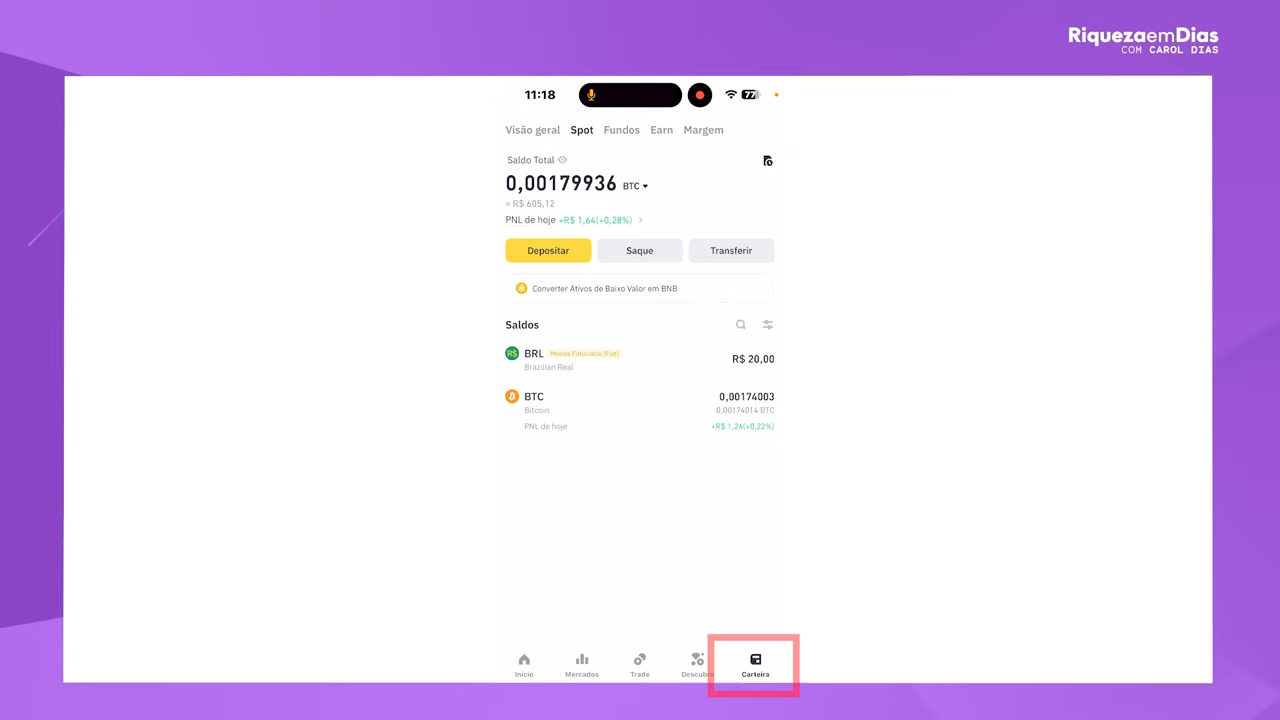 RiquezaemDias
COM CAROL DIAS
11:18
77
Visão geral Spot Fundos Earn Margem
Saldo Total
0,00179936 BTC
≈ R$ 605,12
PNL de hoje +R$ 1,64(+0,28%) >
Depositar Saque Transferir
Converter Ativos de Baixo Valor em BNB
Saldos
R$ BRL Moeda Fiduciária (Fiat) R$ 20,00
Brazilian Real
BTC 0,00174003
Bitcoin 0,00174014 BTC
PNL de hoje +R$ 1,26(+0,22%)
Início Mercados Trade Descubra Carteira